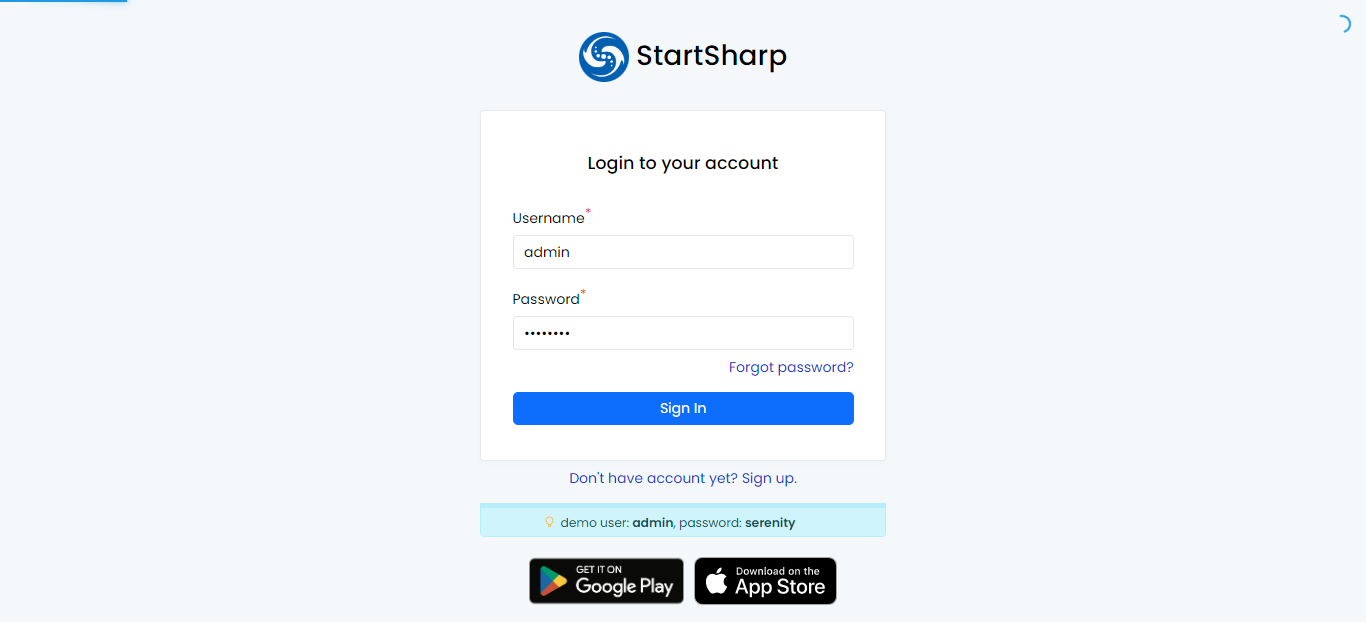 StartSharp
Login to your account
Username*
admin
Password*
••••••••
Forgot password?
Sign In
Don't have account yet? Sign up.
demo user: admin, password: serenity
GET IT ON
Google Play
Download on the
App Store